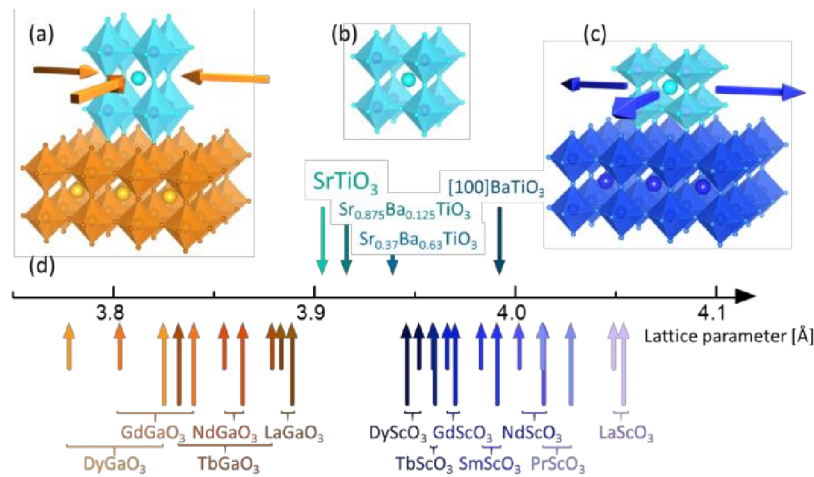 (a)
(b)
(c)
SrTiO₃
[100]BaTiO₃
Sr₀.₈₇₅Ba₀.₁₂₅TiO₃
Sr₀.₃₇Ba₀.₆₃TiO₃
(d)
3.8 3.9 4.0 4.1
Lattice parameter [Å]
GdGaO₃ NdGaO₃ LaGaO₃ DyScO₃ GdScO₃ NdScO₃ LaScO₃
DyGaO₃ TbGaO₃ TbScO₃ SmScO₃ PrScO₃